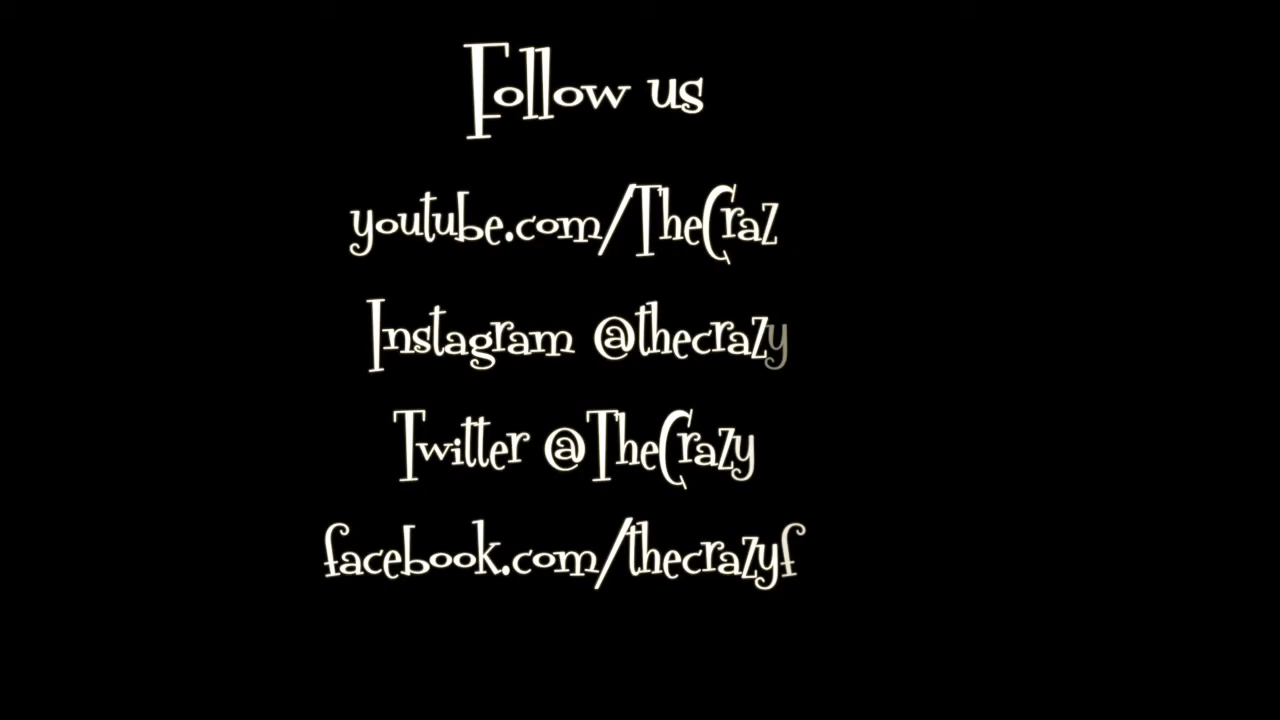 Follow us
youtube.com/TheCraz
Instagram @thecrazy
Twitter @TheCrazy
facebook.com/thecrazyf